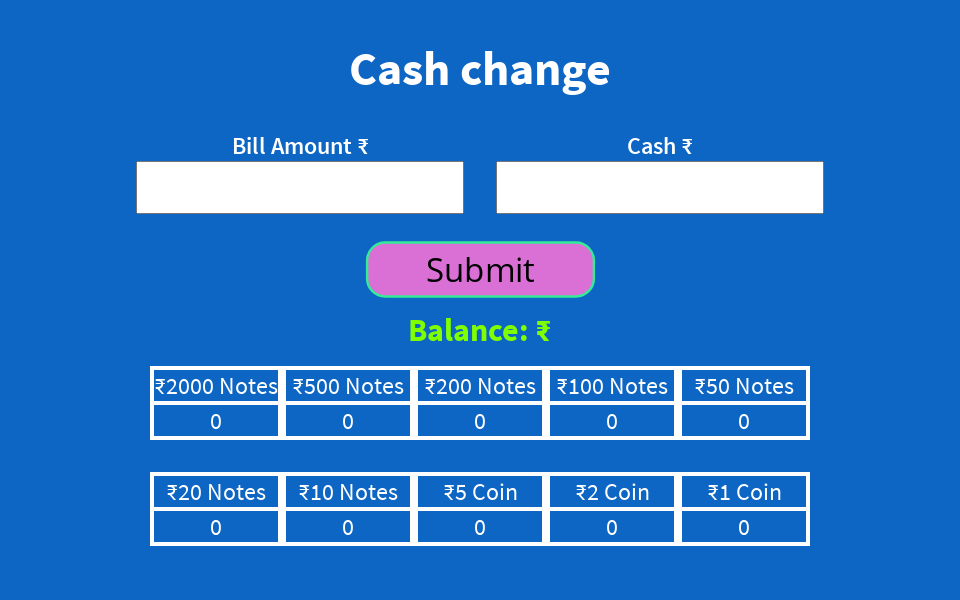 Cash change
Bill Amount ₹
Cash ₹
Submit
Balance: ₹
₹2000 Notes ₹500 Notes ₹200 Notes ₹100 Notes ₹50 Notes
0 0 0 0 0
₹20 Notes ₹10 Notes ₹5 Coin ₹2 Coin ₹1 Coin
0 0 0 0 0